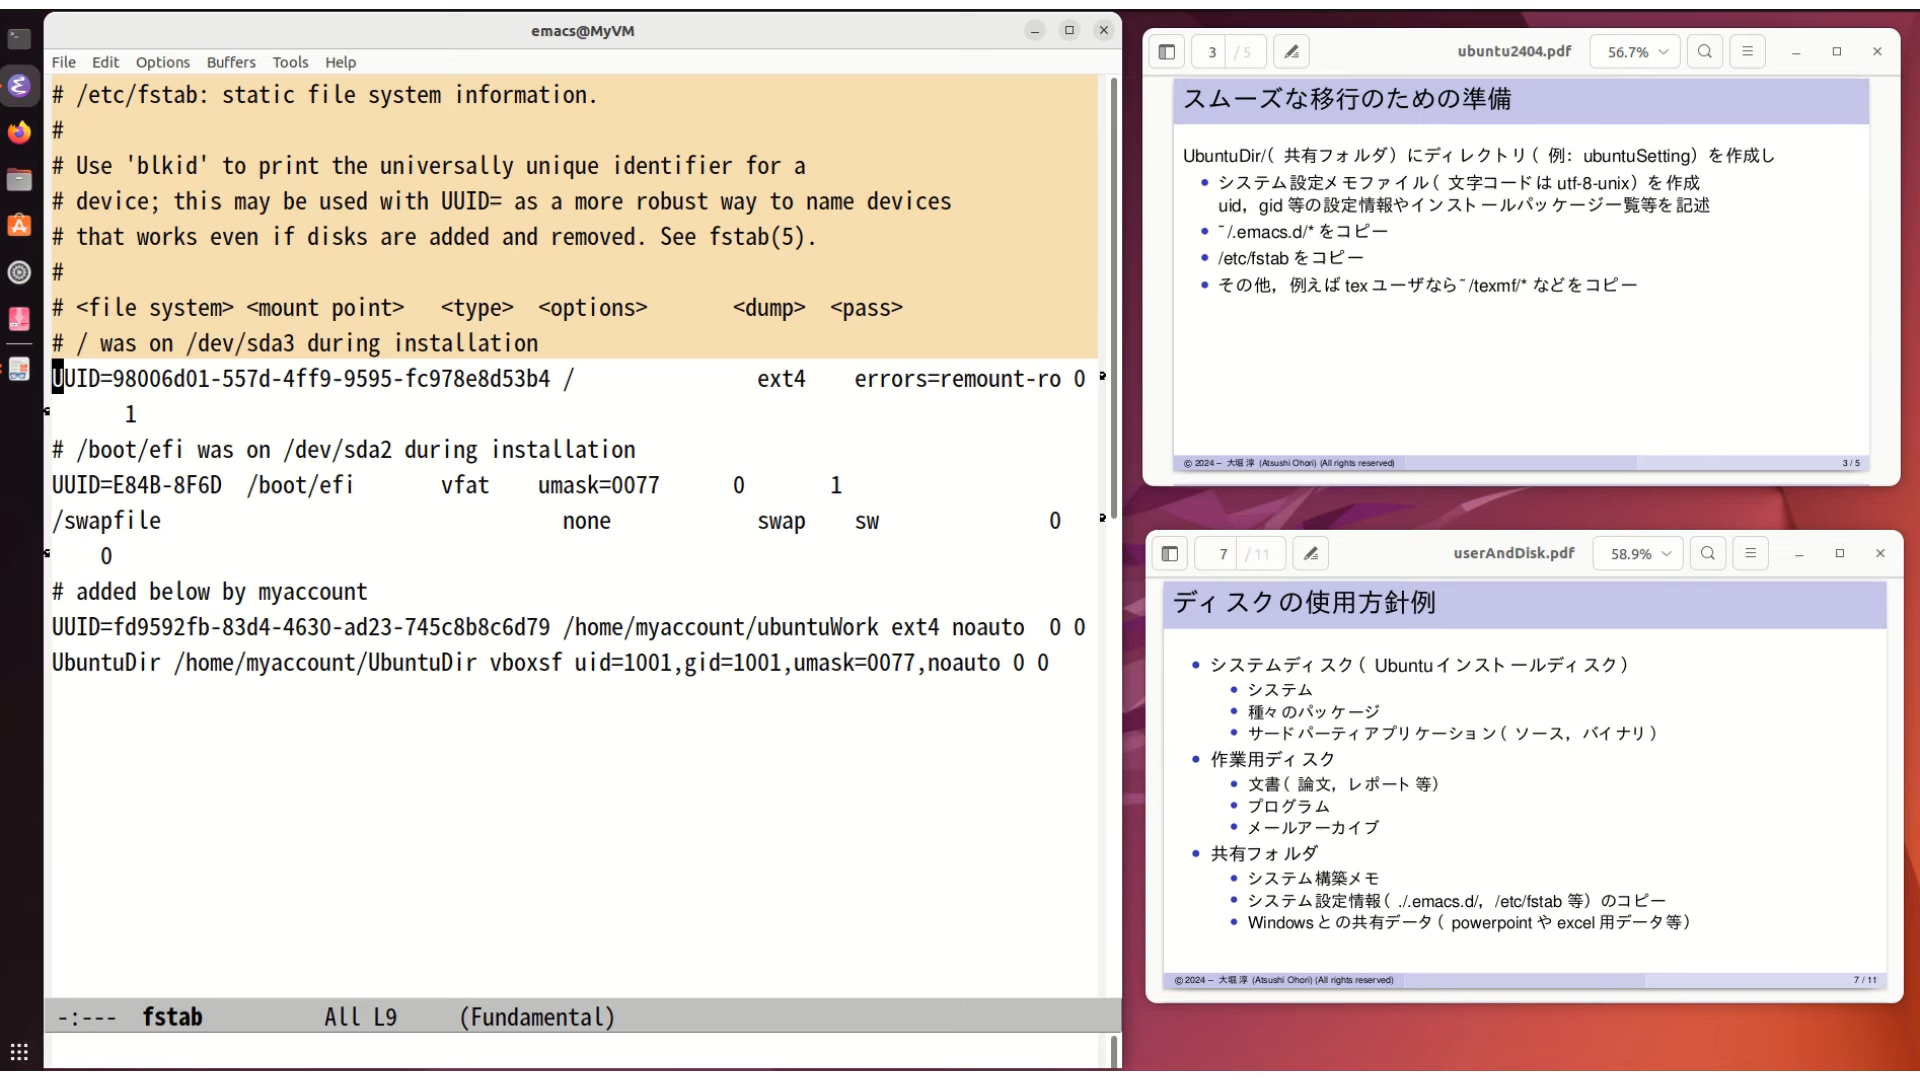 emacs@MyVM
File Edit Options Buffers Tools Help
# /etc/fstab: static file system information.
#
# Use 'blkid' to print the universally unique identifier for a
# device; this may be used with UUID= as a more robust way to name devices
# that works even if disks are added and removed. See fstab(5).
#
# <file system> <mount point>   <type>  <options>       <dump>  <pass>
# / was on /dev/sda3 during installation
UUID=98006d01-557d-4ff9-9595-fc978e8d53b4 /               ext4    errors=remount-ro 0
1
# /boot/efi was on /dev/sda2 during installation
UUID=E84B-8F6D  /boot/efi       vfat    umask=0077      0       1
/swapfile                                 none            swap    sw              0
0
# added below by myaccount
UUID=fd9592fb-83d4-4630-ad23-745c8b8c6d79 /home/myaccount/ubuntuWork ext4 noauto  0 0
UbuntuDir /home/myaccount/UbuntuDir vboxsf uid=1001,gid=1001,umask=0077,noauto 0 0
-:---  fstab          All L9     (Fundamental)
3 / 5 ubuntu2404.pdf 56.7%
スムーズな移行のための準備
UbuntuDir/(共有フォルダ)にディレクトリ(例: ubuntuSetting)を作成し
• システム設定メモファイル(文字コードは utf-8-unix)を作成
uid, gid 等の設定情報やインストールパッケージ一覧等を記述
• ~/.emacs.d/* をコピー
• /etc/fstab をコピー
• その他, 例えば tex ユーザなら~/texmf/* などをコピー
© 2024 – 大堀 淳 (Atsushi Ohori) (All rights reserved) 3 / 5
7 / 11 userAndDisk.pdf 58.9%
ディスクの使用方針例
• システムディスク(Ubuntuインストールディスク)
• システム
• 種々のパッケージ
• サードパーティアプリケーション(ソース, バイナリ)
• 作業用ディスク
• 文書(論文, レポート等)
• プログラム
• メールアーカイブ
• 共有フォルダ
• システム構築メモ
• システム設定情報(./.emacs.d/, /etc/fstab 等)のコピー
• Windowsとの共有データ(powerpoint や excel 用データ等)
© 2024 – 大堀 淳 (Atsushi Ohori) (All rights reserved) 7 / 11